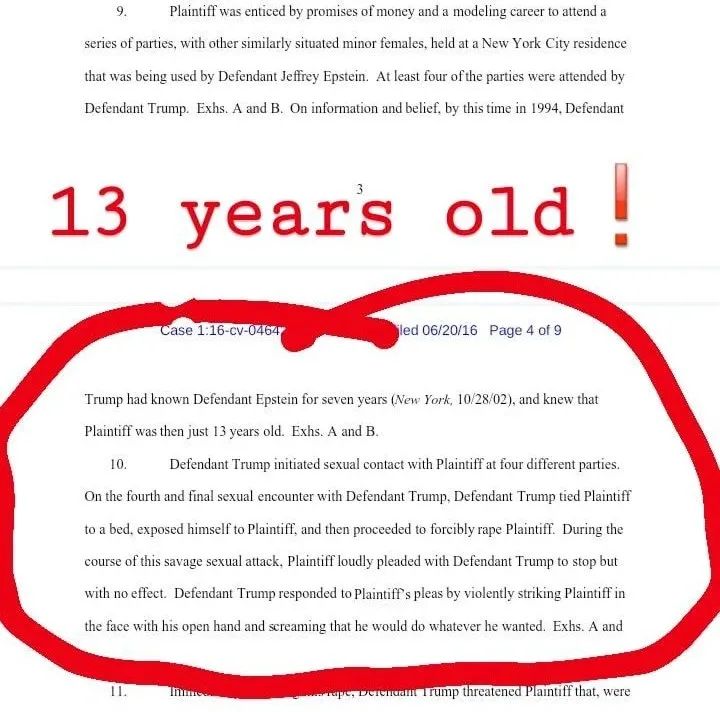 9. Plaintiff was enticed by promises of money and a modeling career to attend a
series of parties, with other similarly situated minor females, held at a New York City residence
that was being used by Defendant Jeffrey Epstein. At least four of the parties were attended by
Defendant Trump. Exhs. A and B. On information and belief, by this time in 1994, Defendant
3
13 years old❗
Case 1:16-cv-0464 iled 06/20/16 Page 4 of 9
Trump had known Defendant Epstein for seven years (New York, 10/28/02), and knew that
Plaintiff was then just 13 years old. Exhs. A and B.
10. Defendant Trump initiated sexual contact with Plaintiff at four different parties.
On the fourth and final sexual encounter with Defendant Trump, Defendant Trump tied Plaintiff
to a bed, exposed himself to Plaintiff, and then proceeded to forcibly rape Plaintiff. During the
course of this savage sexual attack, Plaintiff loudly pleaded with Defendant Trump to stop but
with no effect. Defendant Trump responded to Plaintiff's pleas by violently striking Plaintiff in
the face with his open hand and screaming that he would do whatever he wanted. Exhs. A and
11. rape, Defendant Trump threatened Plaintiff that, were